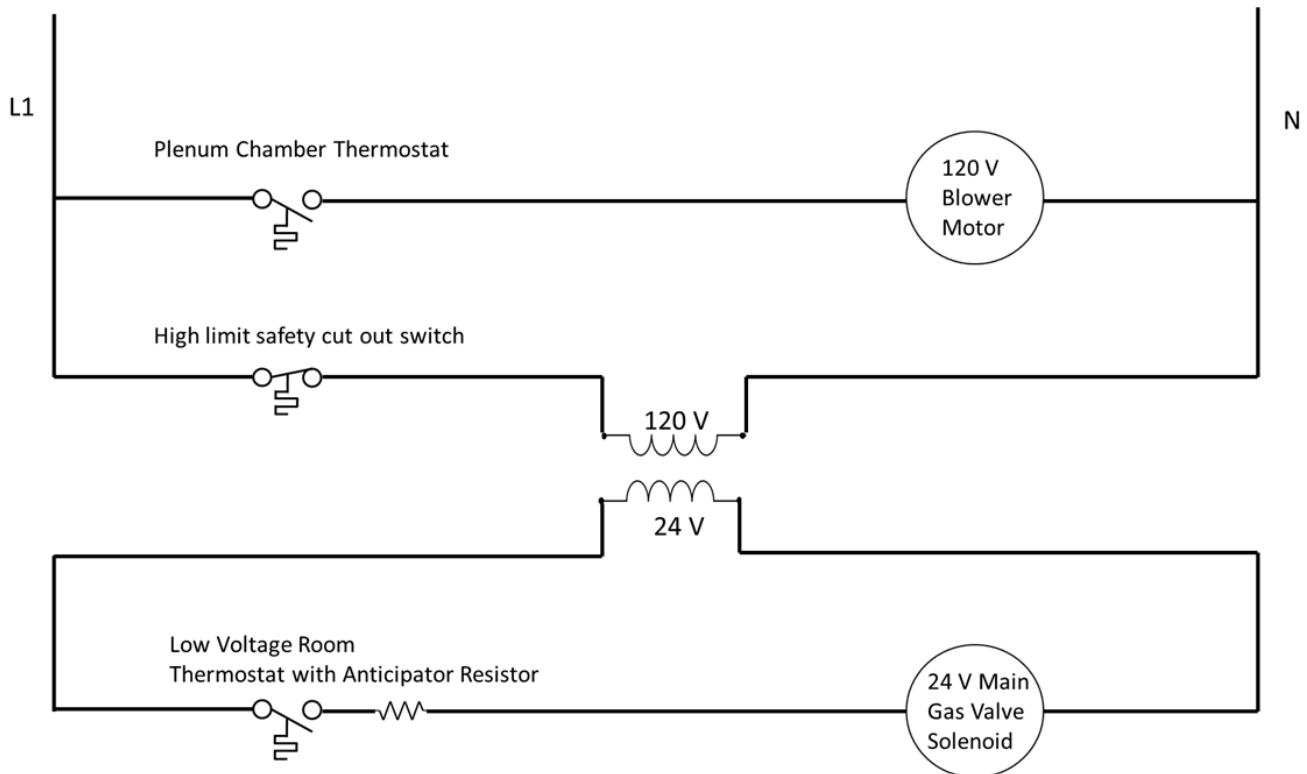 L1
N
Plenum Chamber Thermostat
120 V
Blower
Motor
High limit safety cut out switch
120 V
24 V
Low Voltage Room
Thermostat with Anticipator Resistor
24 V Main
Gas Valve
Solenoid